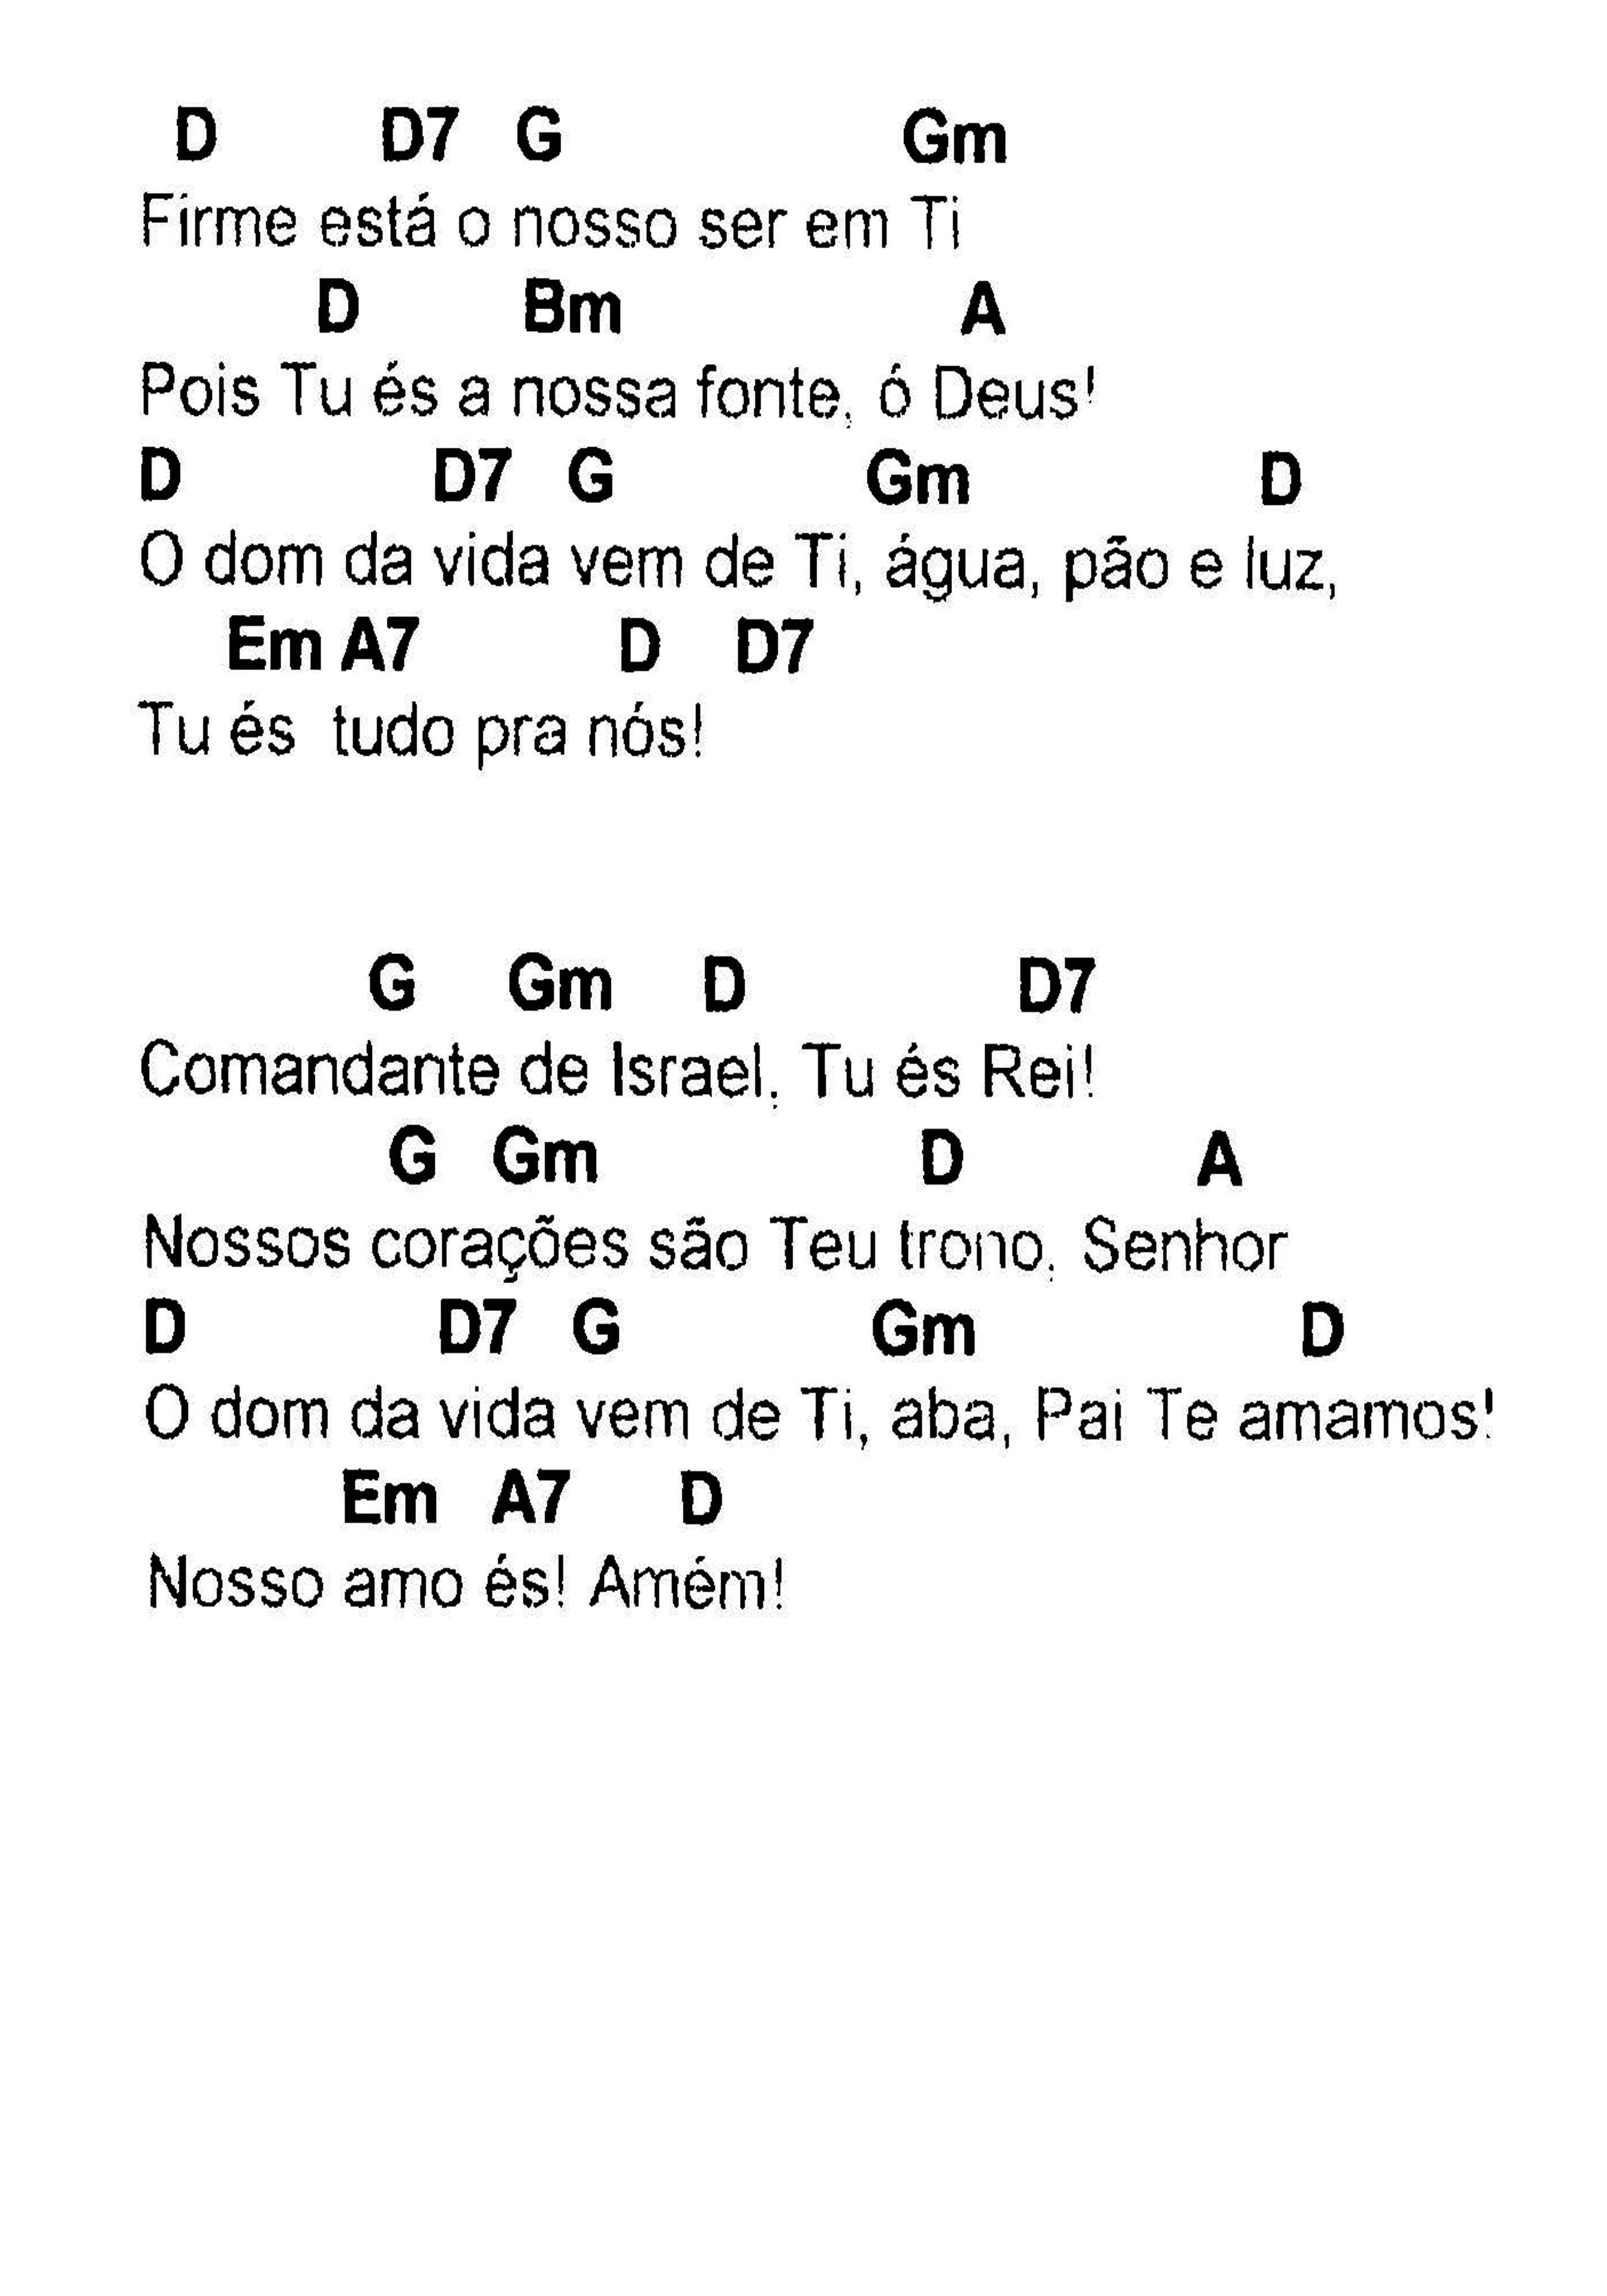 D D7 G Gm
Firme está o nosso ser em Ti
D Bm A
Pois Tu és a nossa fonte, ó Deus!
D D7 G Gm D
O dom da vida vem de Ti, água, pão e luz,
Em A7 D D7
Tu és tudo pra nós!
G Gm D D7
Comandante de Israel, Tu és Rei!
G Gm D A
Nossos corações são Teu trono, Senhor
D D7 G Gm D
O dom da vida vem de Ti, aba, Pai Te amamos!
Em A7 D
Nosso amo és! Amém!